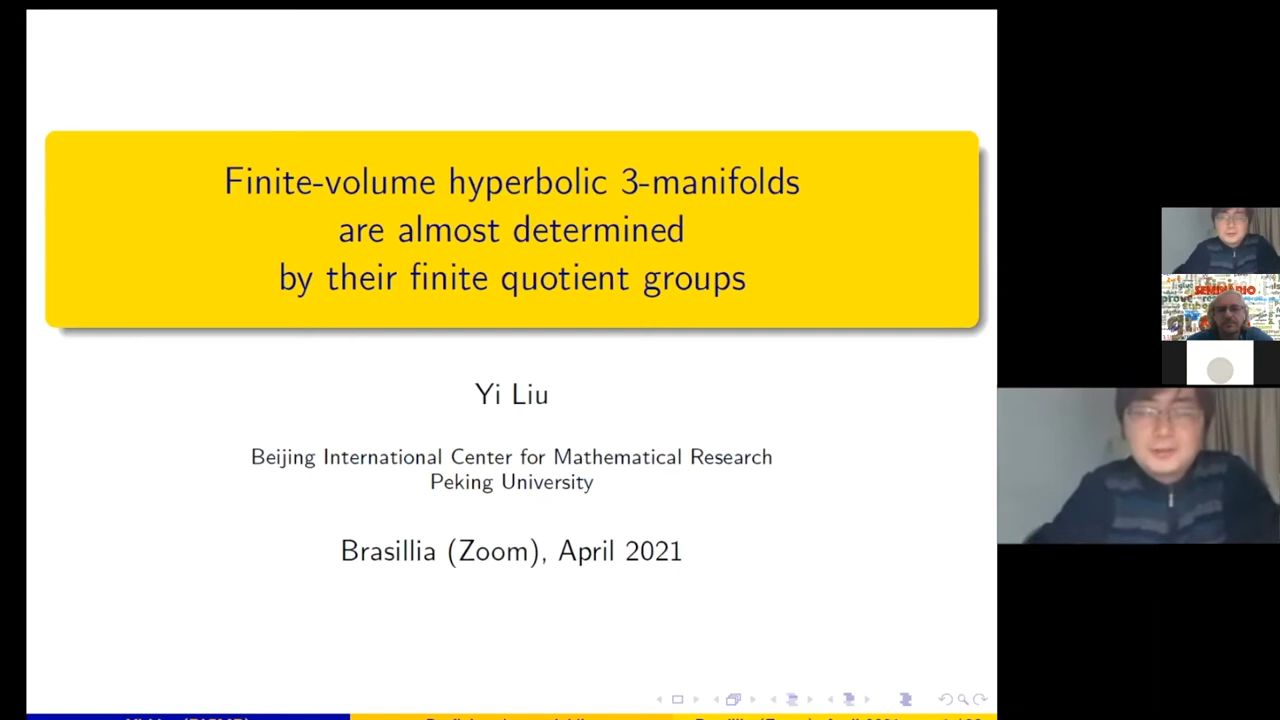 Finite-volume hyperbolic 3-manifolds
are almost determined
by their finite quotient groups
Yi Liu
Beijing International Center for Mathematical Research
Peking University
Brasillia (Zoom), April 2021
SEMINARIO